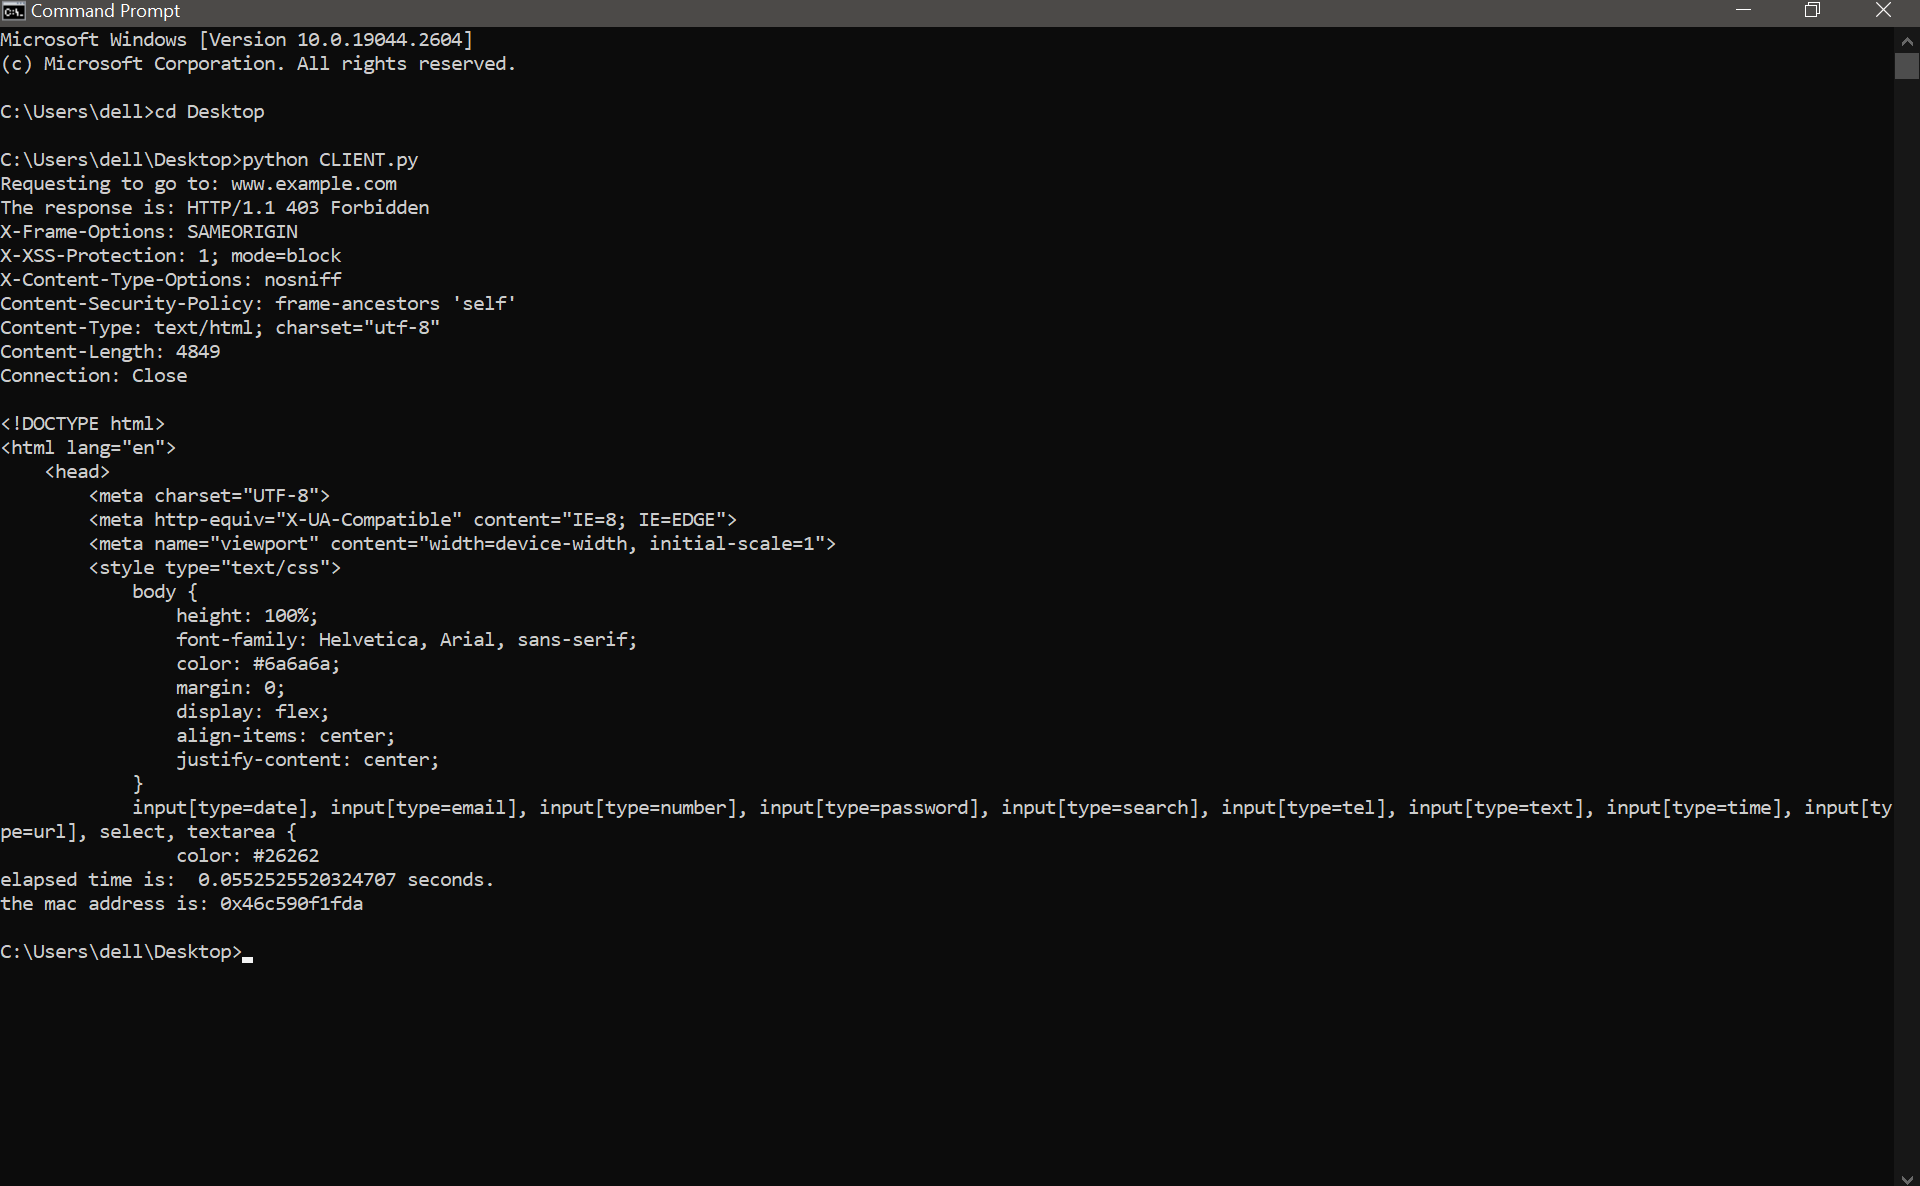 Command Prompt
Microsoft Windows [Version 10.0.19044.2604]
(c) Microsoft Corporation. All rights reserved.
C:\Users\dell>cd Desktop
C:\Users\dell\Desktop>python CLIENT.py
Requesting to go to: www.example.com
The response is: HTTP/1.1 403 Forbidden
X-Frame-Options: SAMEORIGIN
X-XSS-Protection: 1; mode=block
X-Content-Type-Options: nosniff
Content-Security-Policy: frame-ancestors 'self'
Content-Type: text/html; charset="utf-8"
Content-Length: 4849
Connection: Close
<!DOCTYPE html>
<html lang="en">
    <head>
        <meta charset="UTF-8">
        <meta http-equiv="X-UA-Compatible" content="IE=8; IE=EDGE">
        <meta name="viewport" content="width=device-width, initial-scale=1">
        <style type="text/css">
            body {
                height: 100%;
                font-family: Helvetica, Arial, sans-serif;
                color: #6a6a6a;
                margin: 0;
                display: flex;
                align-items: center;
                justify-content: center;
            }
            input[type=date], input[type=email], input[type=number], input[type=password], input[type=search], input[type=tel], input[type=text], input[type=time], input[ty
pe=url], select, textarea {
                color: #26262
elapsed time is:  0.0552525520324707 seconds.
the mac address is: 0x46c590f1fda
C:\Users\dell\Desktop>